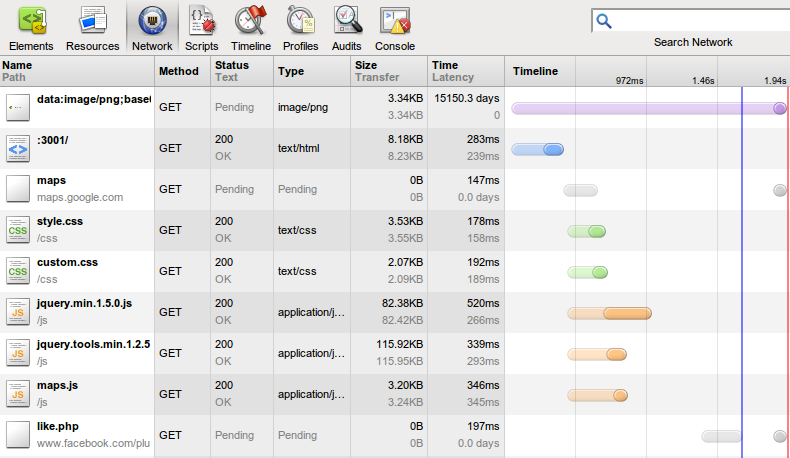 Elements Resources Network Scripts Timeline Profiles Audits Console
Search Network
Name Method Status Type Size Time Timeline
Path Text Transfer Latency
972ms 1.46s 1.94s
data:image/png;base GET Pending image/png 3.34KB 15150.3 days
3.34KB 0
:3001/ GET 200 text/html 8.18KB 283ms
OK 8.23KB 239ms
maps GET Pending Pending 0B 147ms
maps.google.com 0B 0.0 days
style.css GET 200 text/css 3.53KB 178ms
/css OK 3.55KB 158ms
custom.css GET 200 text/css 2.07KB 192ms
/css OK 2.09KB 189ms
jquery.min.1.5.0.js GET 200 application/j… 82.38KB 520ms
/js OK 82.42KB 266ms
jquery.tools.min.1.2.5 GET 200 application/j… 115.92KB 339ms
/js OK 115.95KB 293ms
maps.js GET 200 application/j… 3.20KB 346ms
/js OK 3.24KB 345ms
like.php GET Pending Pending 0B 197ms
www.facebook.com/plu 0B 0.0 days